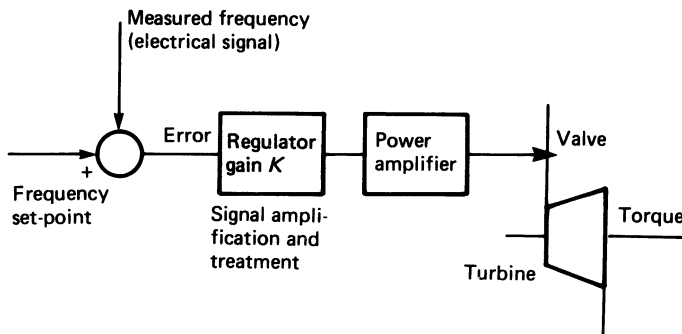 Measured frequency
(electrical signal)
Error
Regulator
gain K
Power
amplifier
Valve
+
Frequency
set-point
Signal ampli-
fication and
treatment
Torque
Turbine